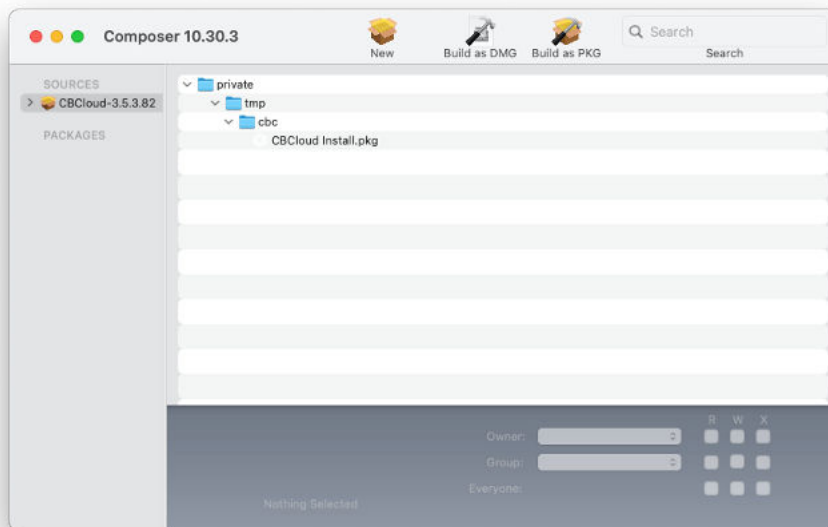 Composer 10.30.3
New
Build as DMG
Build as PKG
Search
Search
SOURCES
CBCloud-3.5.3.82
PACKAGES
private
tmp
cbc
CBCloud Install.pkg
R W X
Owner:
Group:
Everyone:
Nothing Selected